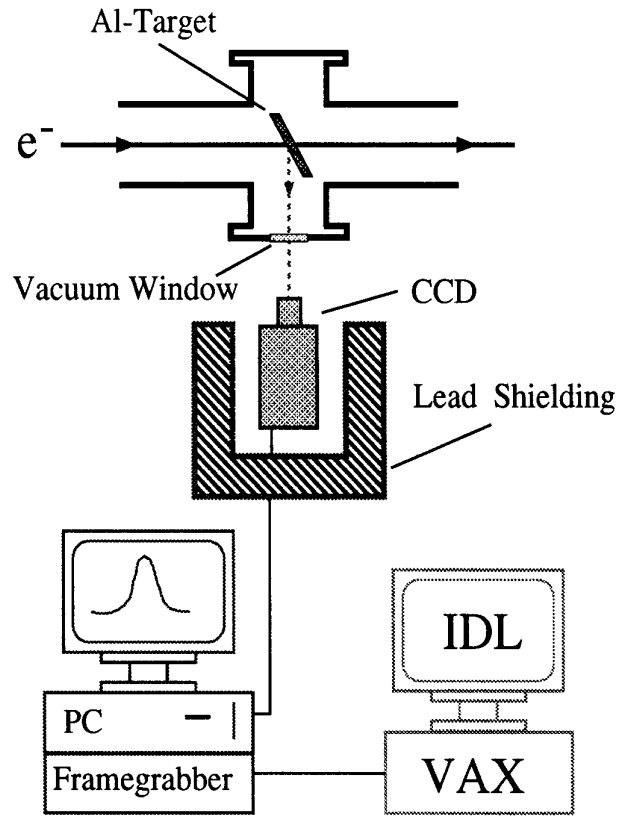 Al-Target
e-
Vacuum Window
CCD
Lead Shielding
IDL
PC
Framegrabber
VAX